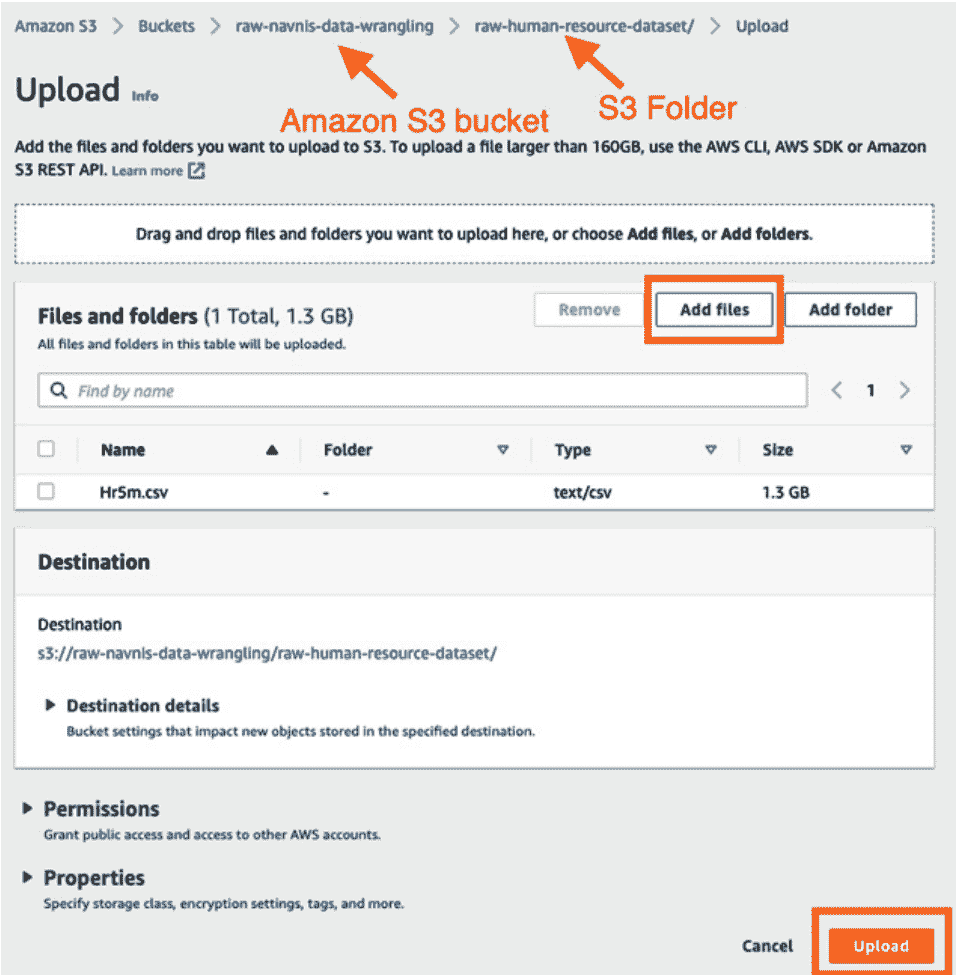 Amazon S3 > Buckets > raw-navnis-data-wrangling > raw-human-resource-dataset/ > Upload
Upload Info
Amazon S3 bucket
S3 Folder
Add the files and folders you want to upload to S3. To upload a file larger than 160GB, use the AWS CLI, AWS SDK or Amazon
S3 REST API. Learn more
Drag and drop files and folders you want to upload here, or choose Add files, or Add folders.
Files and folders (1 Total, 1.3 GB)
Remove
Add files
Add folder
All files and folders in this table will be uploaded.
Find by name
< 1 >
Name Folder Type Size
Hr5m.csv - text/csv 1.3 GB
Destination
Destination
s3://raw-navnis-data-wrangling/raw-human-resource-dataset/
Destination details
Bucket settings that impact new objects stored in the specified destination.
Permissions
Grant public access and access to other AWS accounts.
Properties
Specify storage class, encryption settings, tags, and more.
Cancel Upload